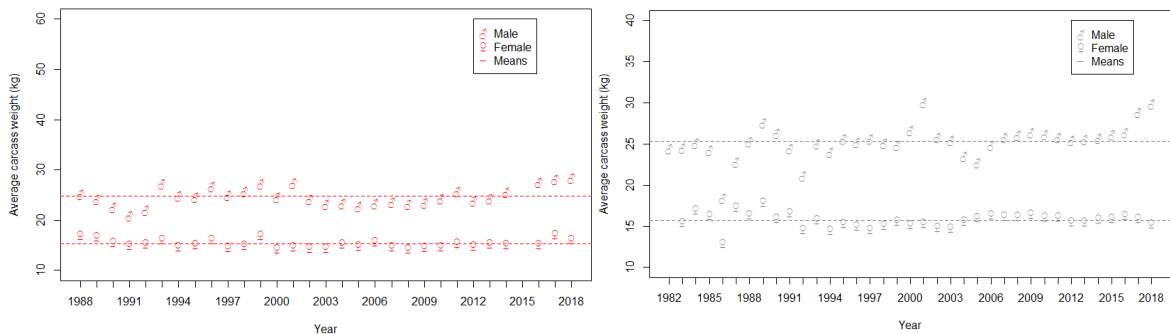 Average carcass weight (kg)
60
50
40
30
20
10
Male
Female
Means
1988 1991 1994 1997 2000 2003 2006 2009 2012 2015 2018
Year
Average carcass weight (kg)
40
35
30
25
20
15
10
Male
Female
Means
1982 1985 1988 1991 1994 1997 2000 2003 2006 2009 2012 2015 2018
Year